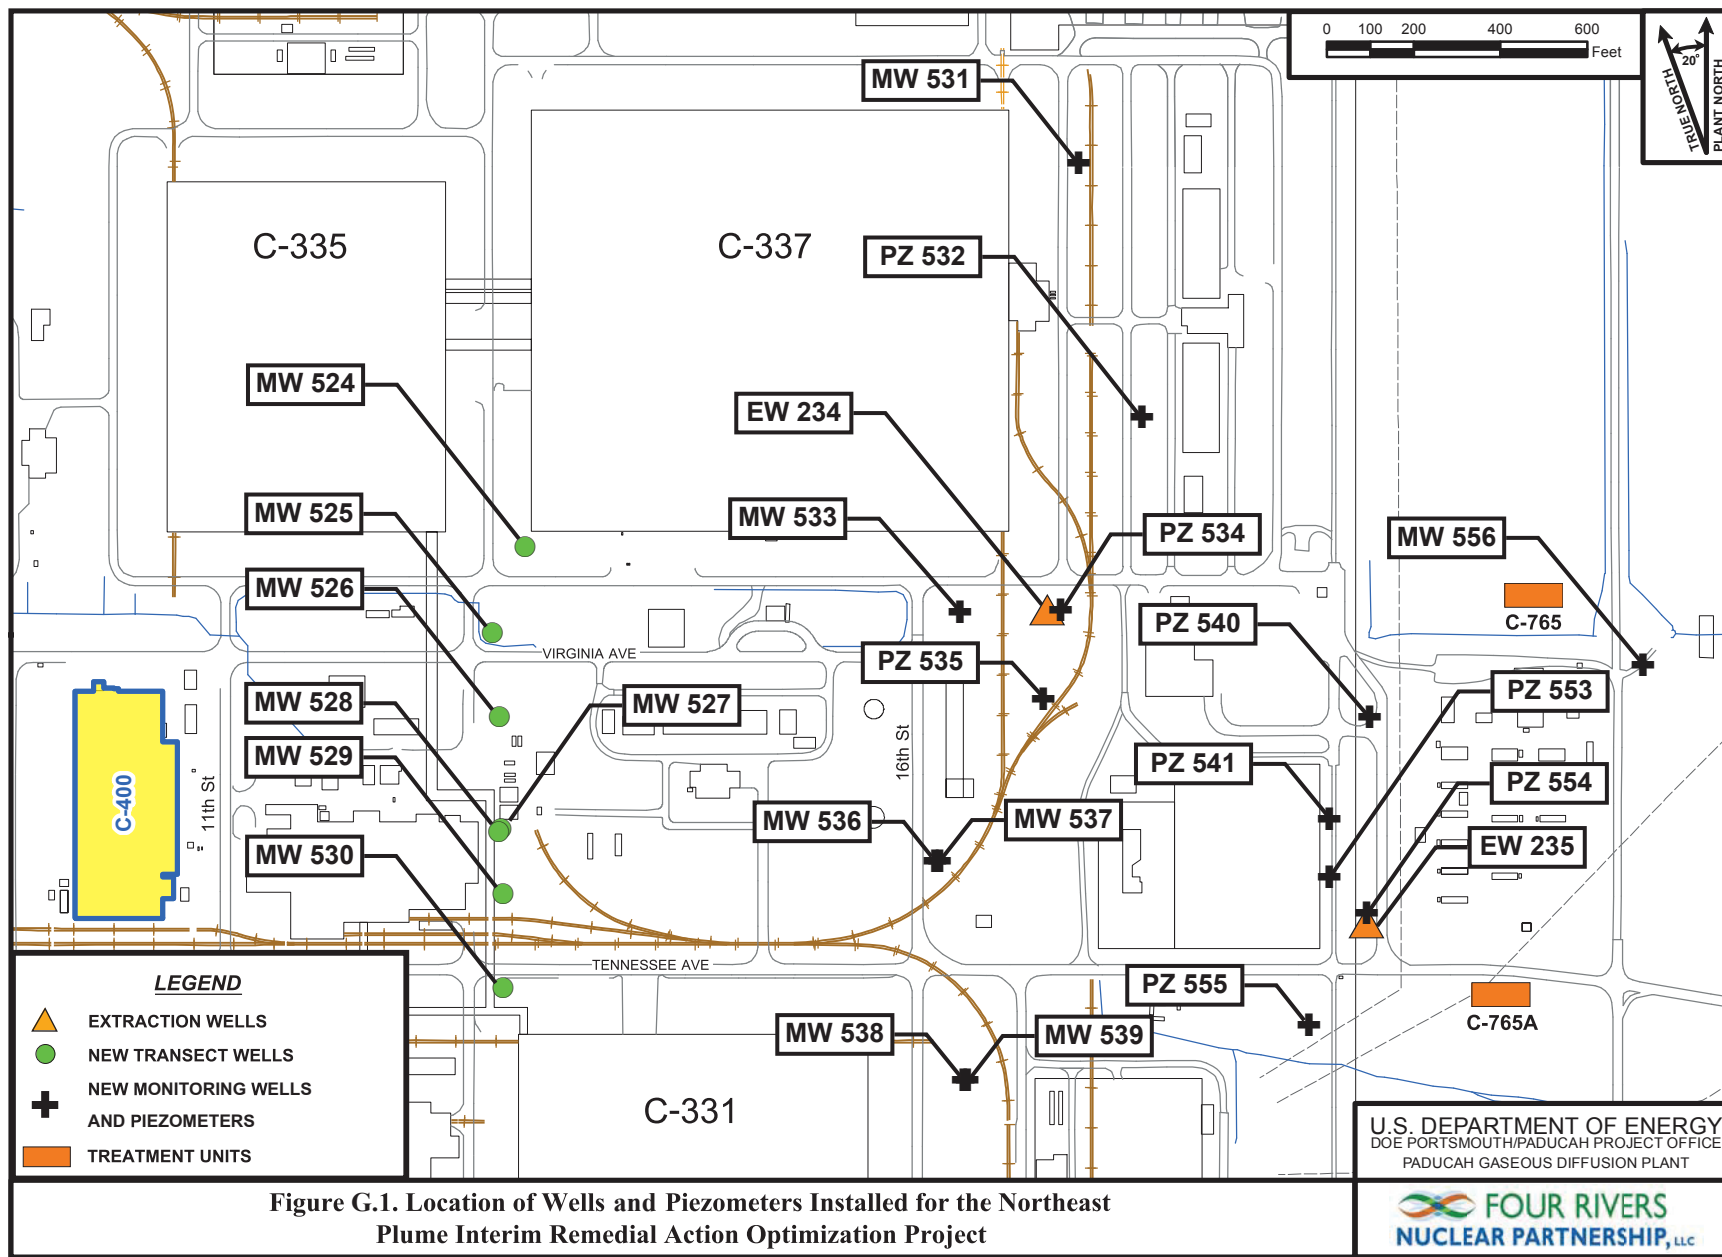 0 100 200 400 600
Feet
20°
TRUE NORTH
PLANT NORTH
MW 531
C-335
C-337
PZ 532
MW 524
EW 234
MW 525
MW 533
PZ 534
MW 556
MW 526
C-765
PZ 540
VIRGINIA AVE
PZ 535
PZ 553
MW 528
MW 527
16th St
MW 529
PZ 541
PZ 554
C-400
11th St
MW 536
MW 537
EW 235
MW 530
TENNESSEE AVE
PZ 555
C-765A
MW 538
MW 539
C-331
LEGEND
EXTRACTION WELLS
NEW TRANSECT WELLS
NEW MONITORING WELLS
AND PIEZOMETERS
TREATMENT UNITS
U.S. DEPARTMENT OF ENERGY
DOE PORTSMOUTH/PADUCAH PROJECT OFFICE
PADUCAH GASEOUS DIFFUSION PLANT
Figure G.1. Location of Wells and Piezometers Installed for the Northeast
Plume Interim Remedial Action Optimization Project
FOUR RIVERS
NUCLEAR PARTNERSHIP, LLC